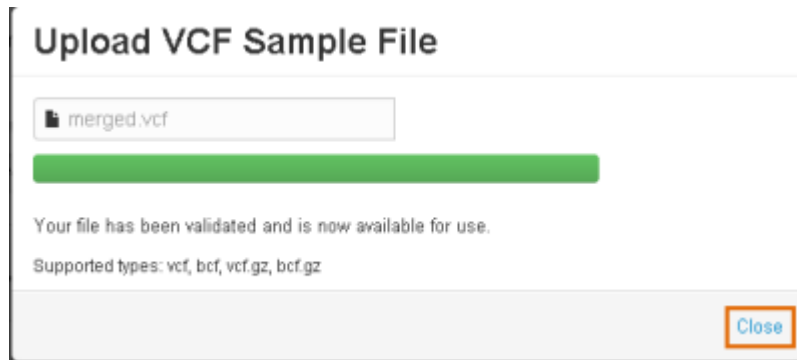 Upload VCF Sample File
merged.vcf
Your file has been validated and is now available for use.
Supported types: vcf, bcf, vcf.gz, bcf.gz
Close